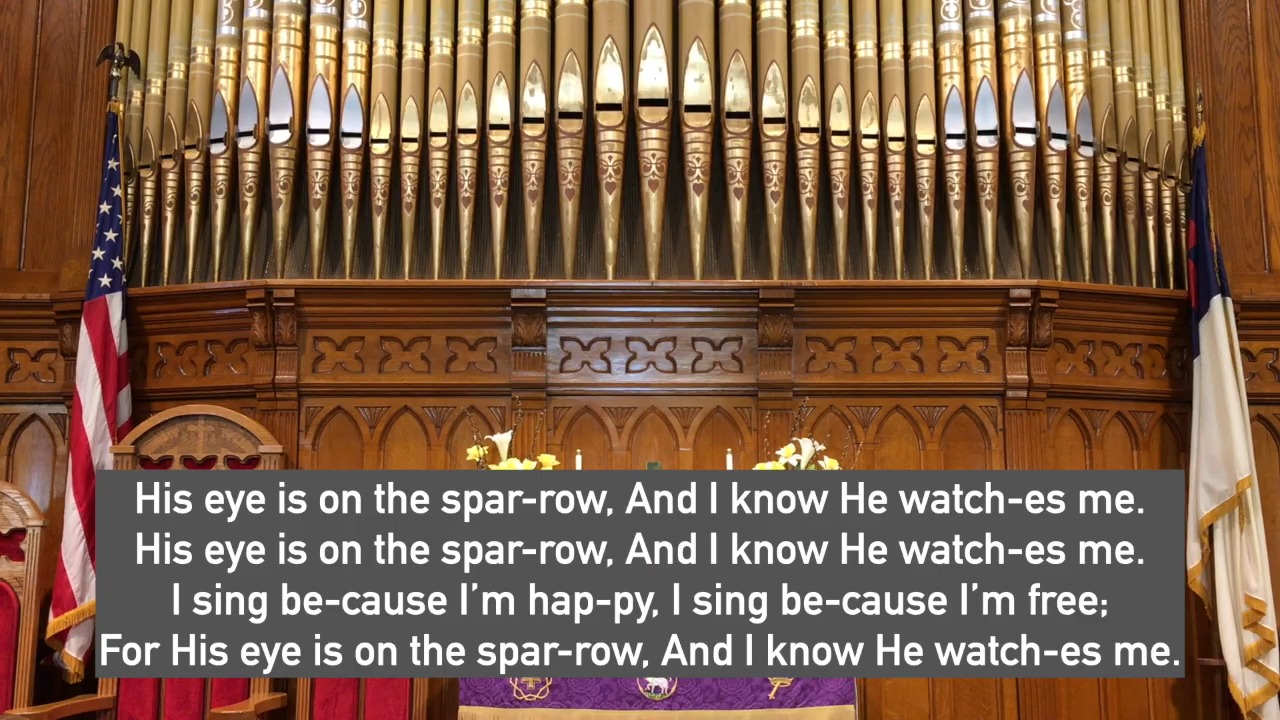 His eye is on the spar-row, And I know He watch-es me.
His eye is on the spar-row, And I know He watch-es me.
I sing be-cause I'm hap-py, I sing be-cause I'm free;
For His eye is on the spar-row, And I know He watch-es me.